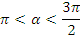 π < α < 3π/2